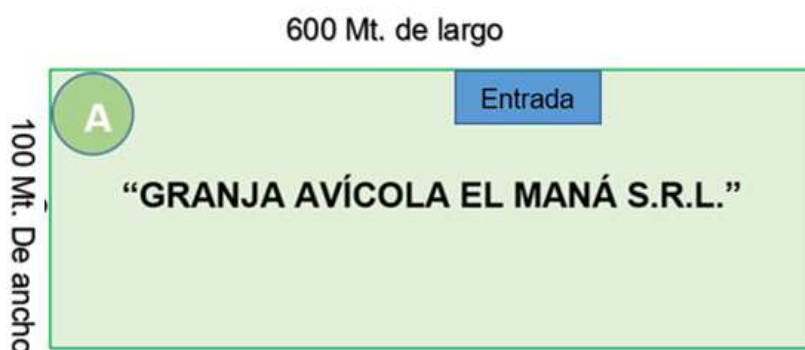 600 Mt. de largo
A
Entrada
100 Mt. De ancho
“GRANJA AVÍCOLA EL MANÁ S.R.L.”